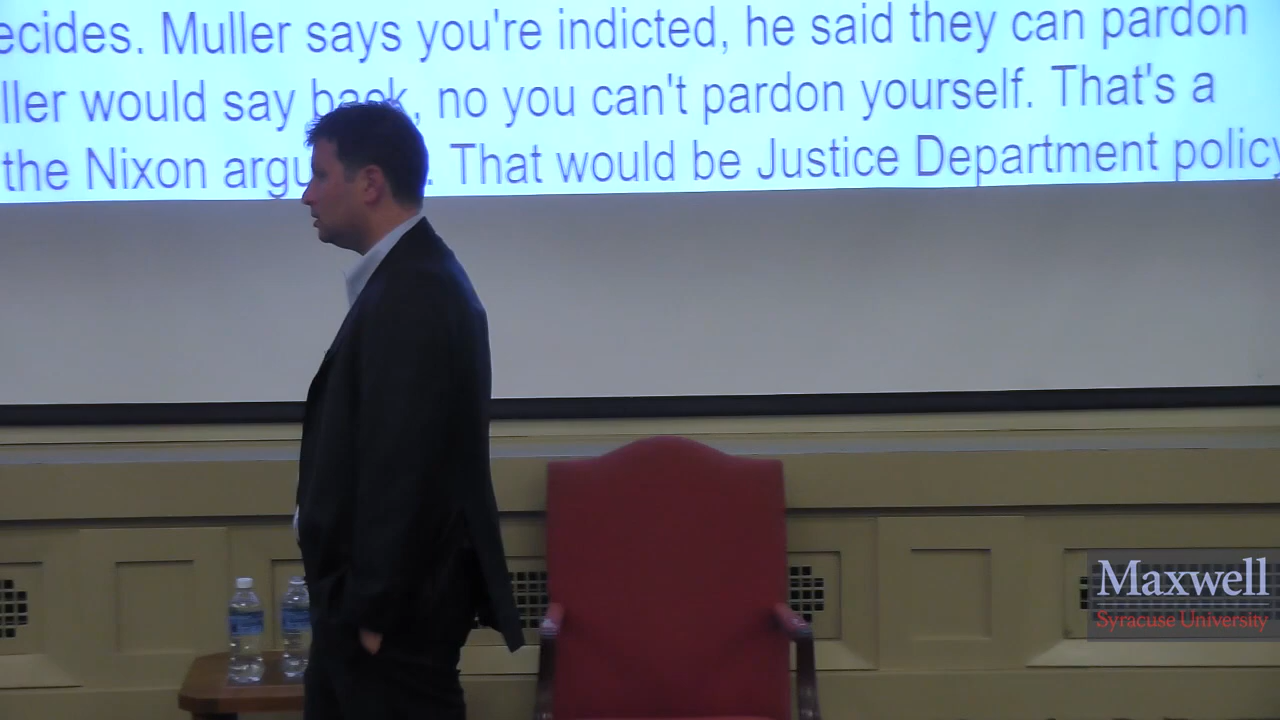 ecides. Muller says you're indicted, he said they can pardon
ller would say back, no you can't pardon yourself. That's a
the Nixon argu . That would be Justice Department policy
Maxwell
Syracuse University